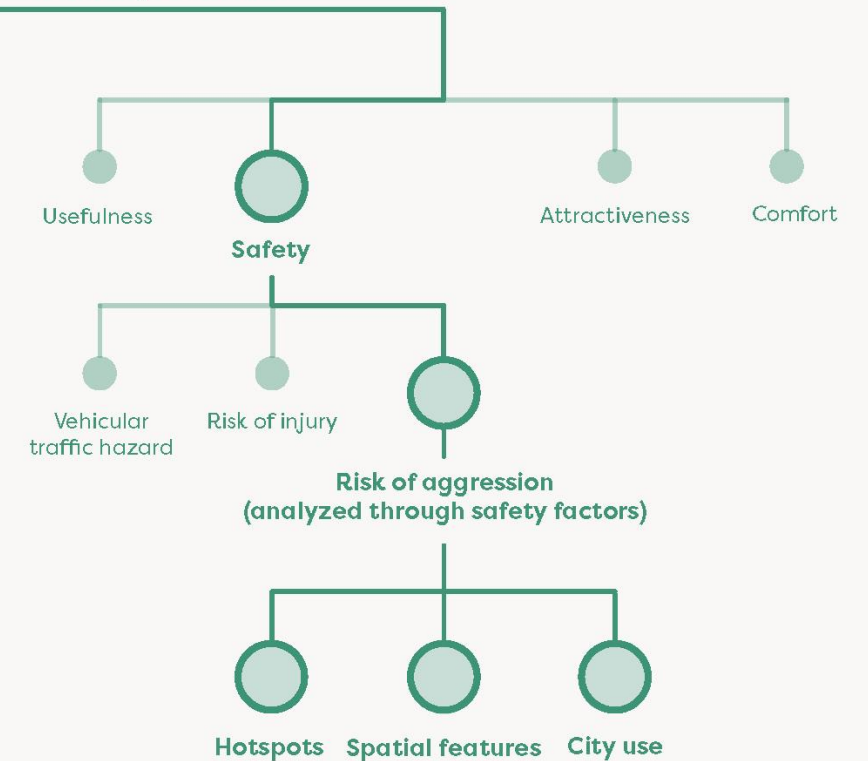 Usefulness
Safety
Attractiveness
Comfort
Vehicular
traffic hazard
Risk of injury
Risk of aggression
(analyzed through safety factors)
Hotspots
Spatial features
City use